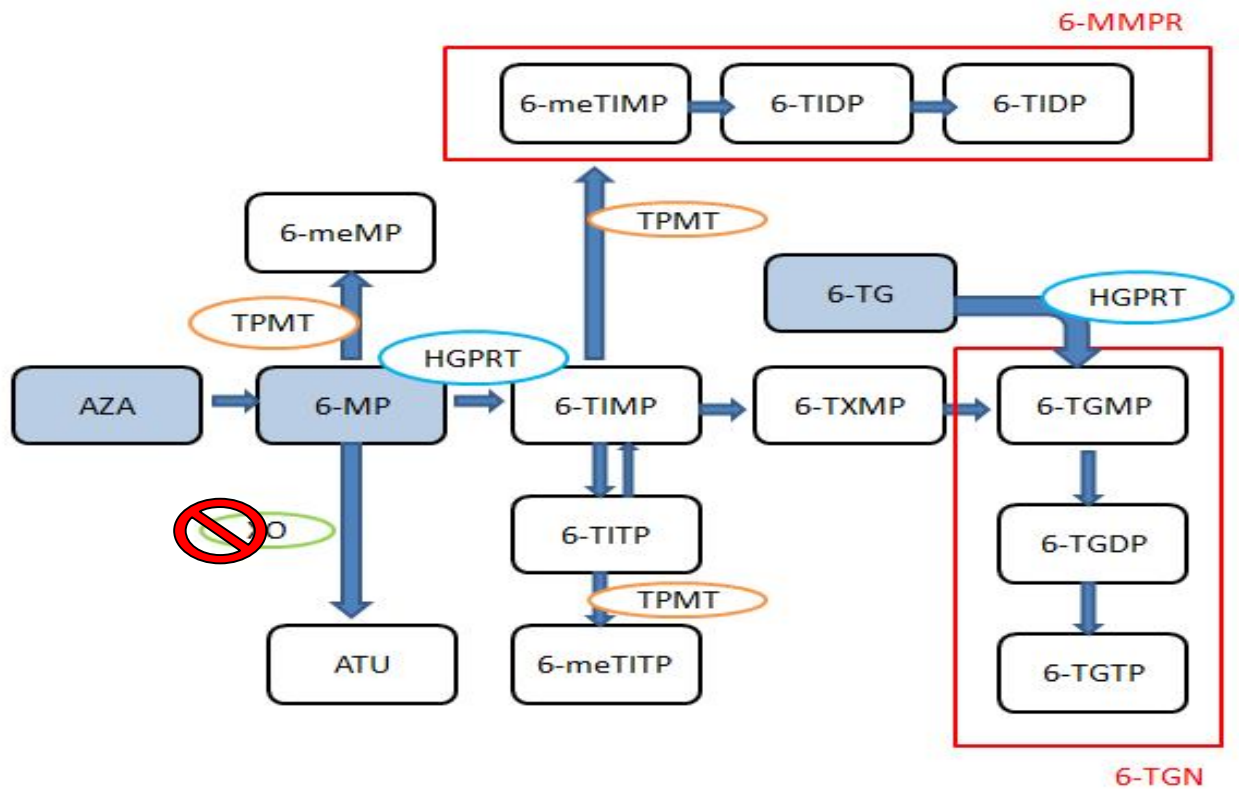 6-MMPR
6-meTIMP
6-TIDP
6-TIDP
6-meMP
TPMT
TPMT
6-TG
HGPRT
HGPRT
AZA
6-MP
6-TIMP
6-TXMP
6-TGMP
XO
6-TITP
6-TGDP
TPMT
ATU
6-meTITP
6-TGTP
6-TGN